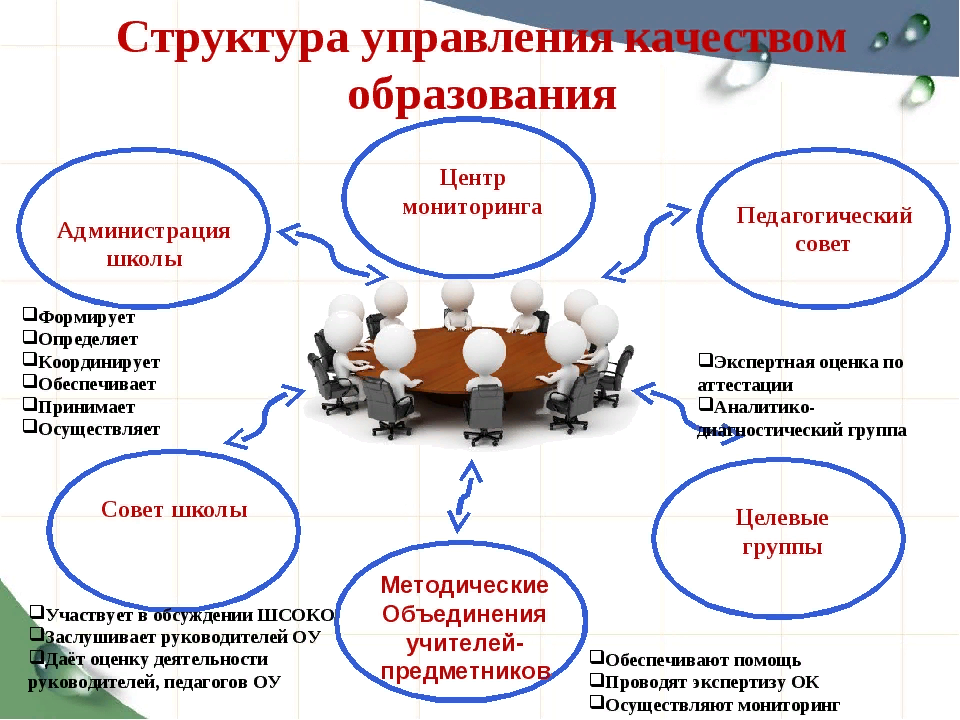 Структура управления качеством
образования
Центр
мониторинга
Администрация
школы
Педагогический
совет
Формирует
Определяет
Координирует
Обеспечивает
Принимает
Осуществляет
Экспертная оценка по
аттестации
Аналитико-
диагностический группа
Совет школы
Целевые
группы
Методические
Объединения
учителей-
предметников
Участвует в обсуждении ШСОКО
Заслушивает руководителей ОУ
Даёт оценку деятельности
руководителей, педагогов ОУ
Обеспечивают помощь
Проводят экспертизу ОК
Осуществляют мониторинг